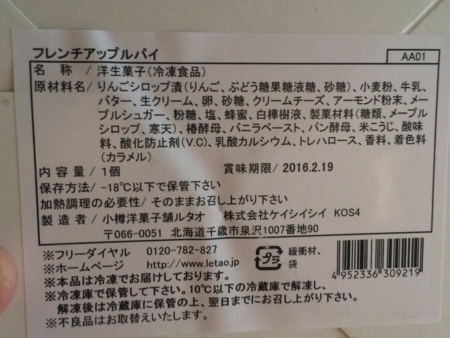 フレンチアップルパイ
AA01
名 称 / 洋生菓子(冷凍食品)
原材料名/りんごシロップ漬(りんご、ぶどう糖果糖液糖、砂糖)、小麦粉、牛乳、
バター、生クリーム、卵、砂糖、クリームチーズ、アーモンド粉末、メー
プルシュガー、粉糖、塩、蜂蜜、白樺樹液、製菓材料(糖類、メープル
シロップ、寒天)、椿酵母、バニラペースト、パン酵母、米こうじ、酸味
料、酸化防止剤(V.C)、乳酸カルシウム、トレハロース、香料、着色料
(カラメル)
内 容 量 / 1個 賞味期限/ 2016.2.19
保存方法/ -18℃以下で保管下さい
加熱調理の必要性/ そのままお召し上がり下さい
製 造 者 / 小樽洋菓子舗ルタオ 株式会社ケイシイシイ KOS4
〒066-0051 北海道千歳市泉沢1007番地90
※フリーダイヤル 0120-782-827
※ホームページ http://www.letao.jp
プラ
緩衝材、
袋
※本品は冷凍でお届けしております。
※冷凍庫で保管して下さい。10℃以下の冷蔵庫で解凍し、
解凍後は冷蔵庫に保管の上、翌日までにお召し上がり下さい。
※不良品はお取替えいたします。
4952336309219